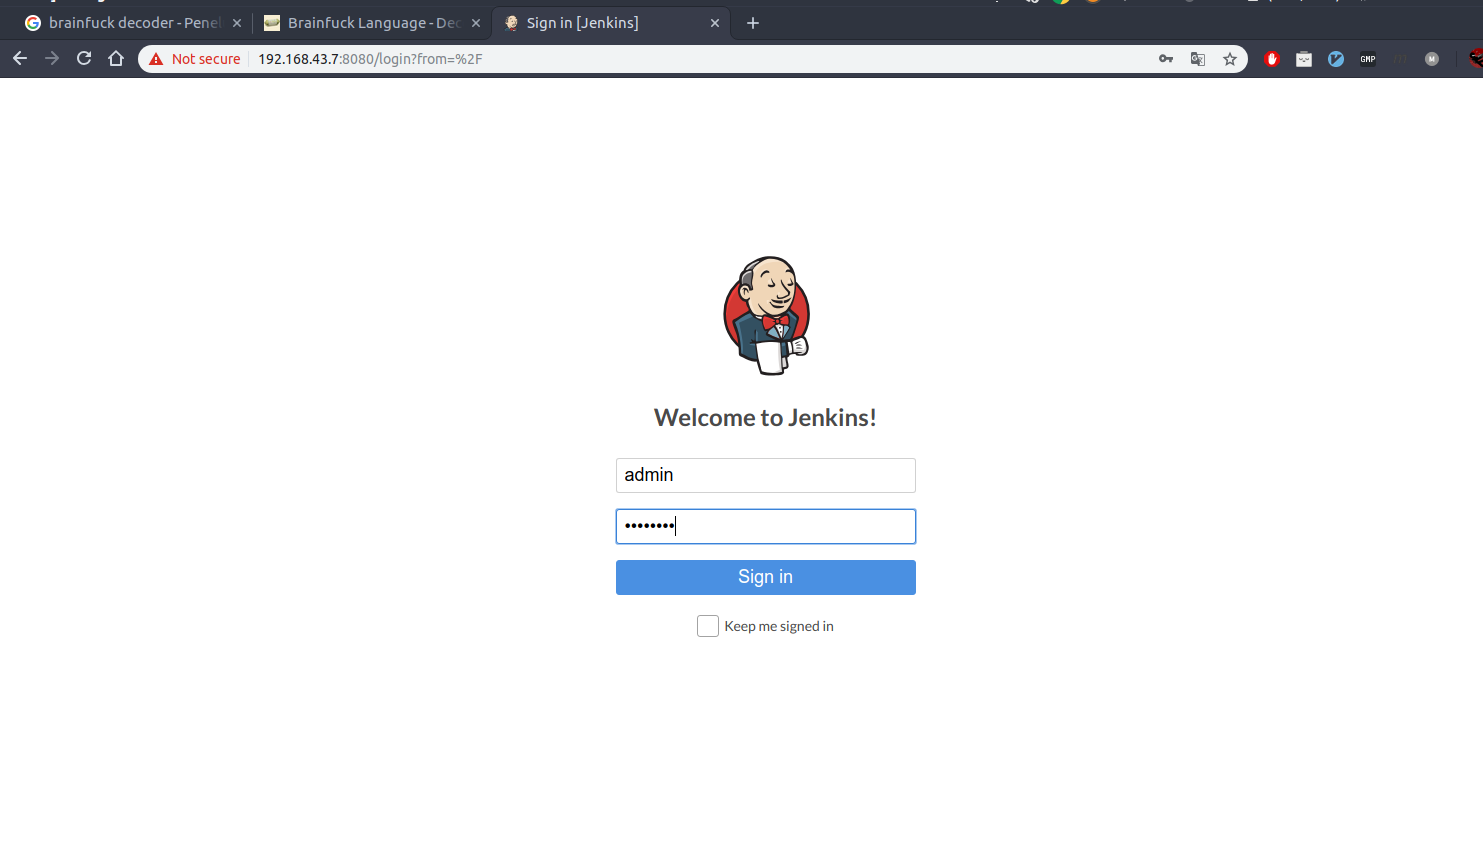 brainfuck decoder - Penel
Brainfuck Language - Dec
Sign in [Jenkins]
Not secure
192.168.43.7:8080/login?from=%2F
GMP
M
Welcome to Jenkins!
admin
••••••••
Sign in
Keep me signed in